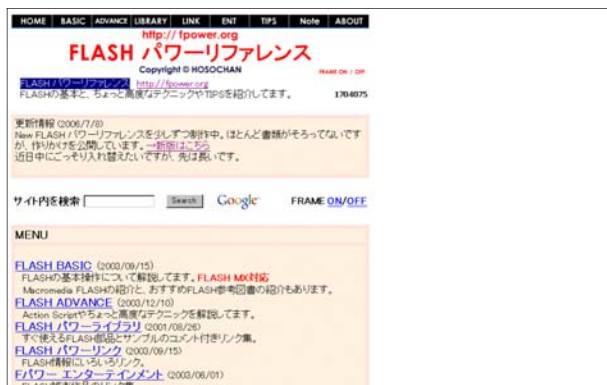 HOME BASIC ADVANCE LIBRARY LINK ENT TIPS Note ABOUT
http:// fpower.org
FLASH パワーリファレンス
Copyright © HOSOCHAN
FRAME ON / OFF
FLASH パワーリファレンス http://fpower.org
FLASHの基本と、ちょっと高度なテクニックやTIPSを紹介してます。 1704075
更新情報 (2006/7/8)
New FLASH パワーリファレンスを少しずつ制作中。ほとんど書類がそろってないです
が、作りかけを公開しています。→新版はこちら
近日中にごっそり入れ替えたいですが、先は長いです。
サイト内を検索 Search Google FRAME ON/OFF
MENU
FLASH BASIC (2003/09/15)
FLASHの基本操作について解説してます。FLASH MX対応
Macromedia FLASHの紹介と、おすすめFLASH参考図書の紹介もあります。
FLASH ADVANCE (2003/12/10)
Action Scriptやちょっと高度なテクニックを解説してます。
FLASH パワーライブラリ (2001/08/26)
すぐ使えるFLASH部品とサンプルのコメント付きリンク集。
FLASH パワーリンク (2003/09/15)
FLASH情報にいろいろリンク。
Fパワー エンターテインメント (2003/06/01)